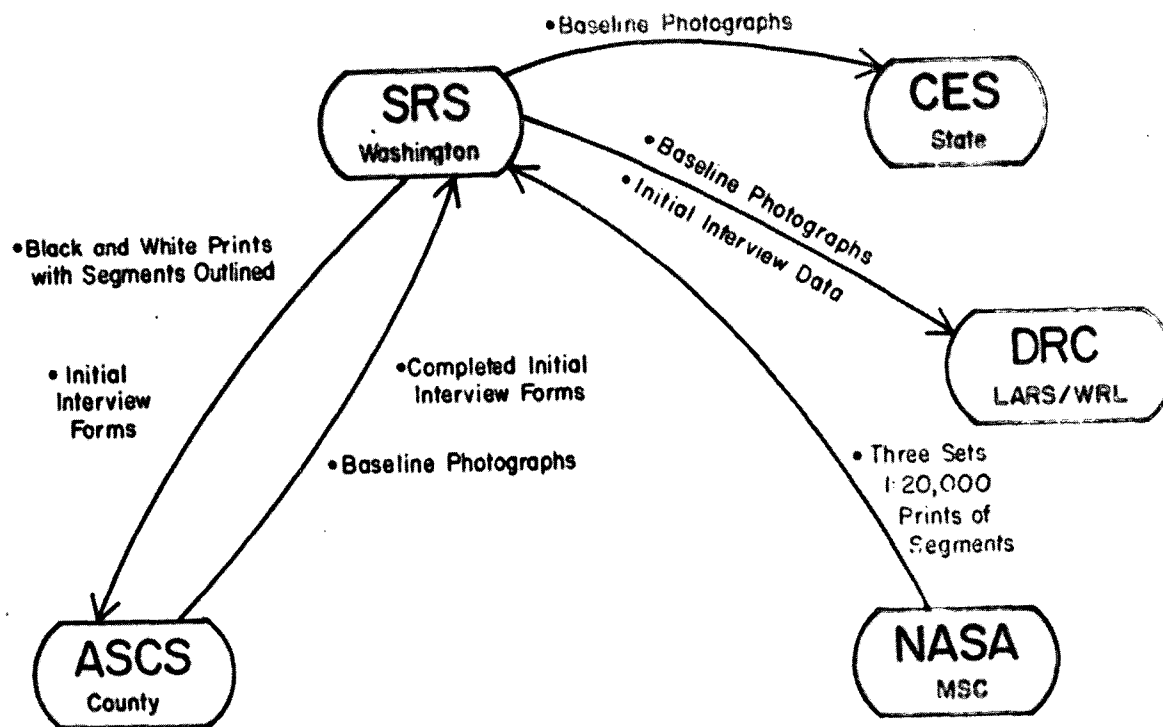 •Baseline Photographs
SRS
Washington
CES
State
•Baseline Photographs
•Initial Interview Data
•Black and White Prints
with Segments Outlined
DRC
LARS/WRL
•Completed Initial
Interview Forms
•Initial
Interview
Forms
•Baseline Photographs
•Three Sets
1:20,000
Prints of
Segments
ASCS
County
NASA
MSC